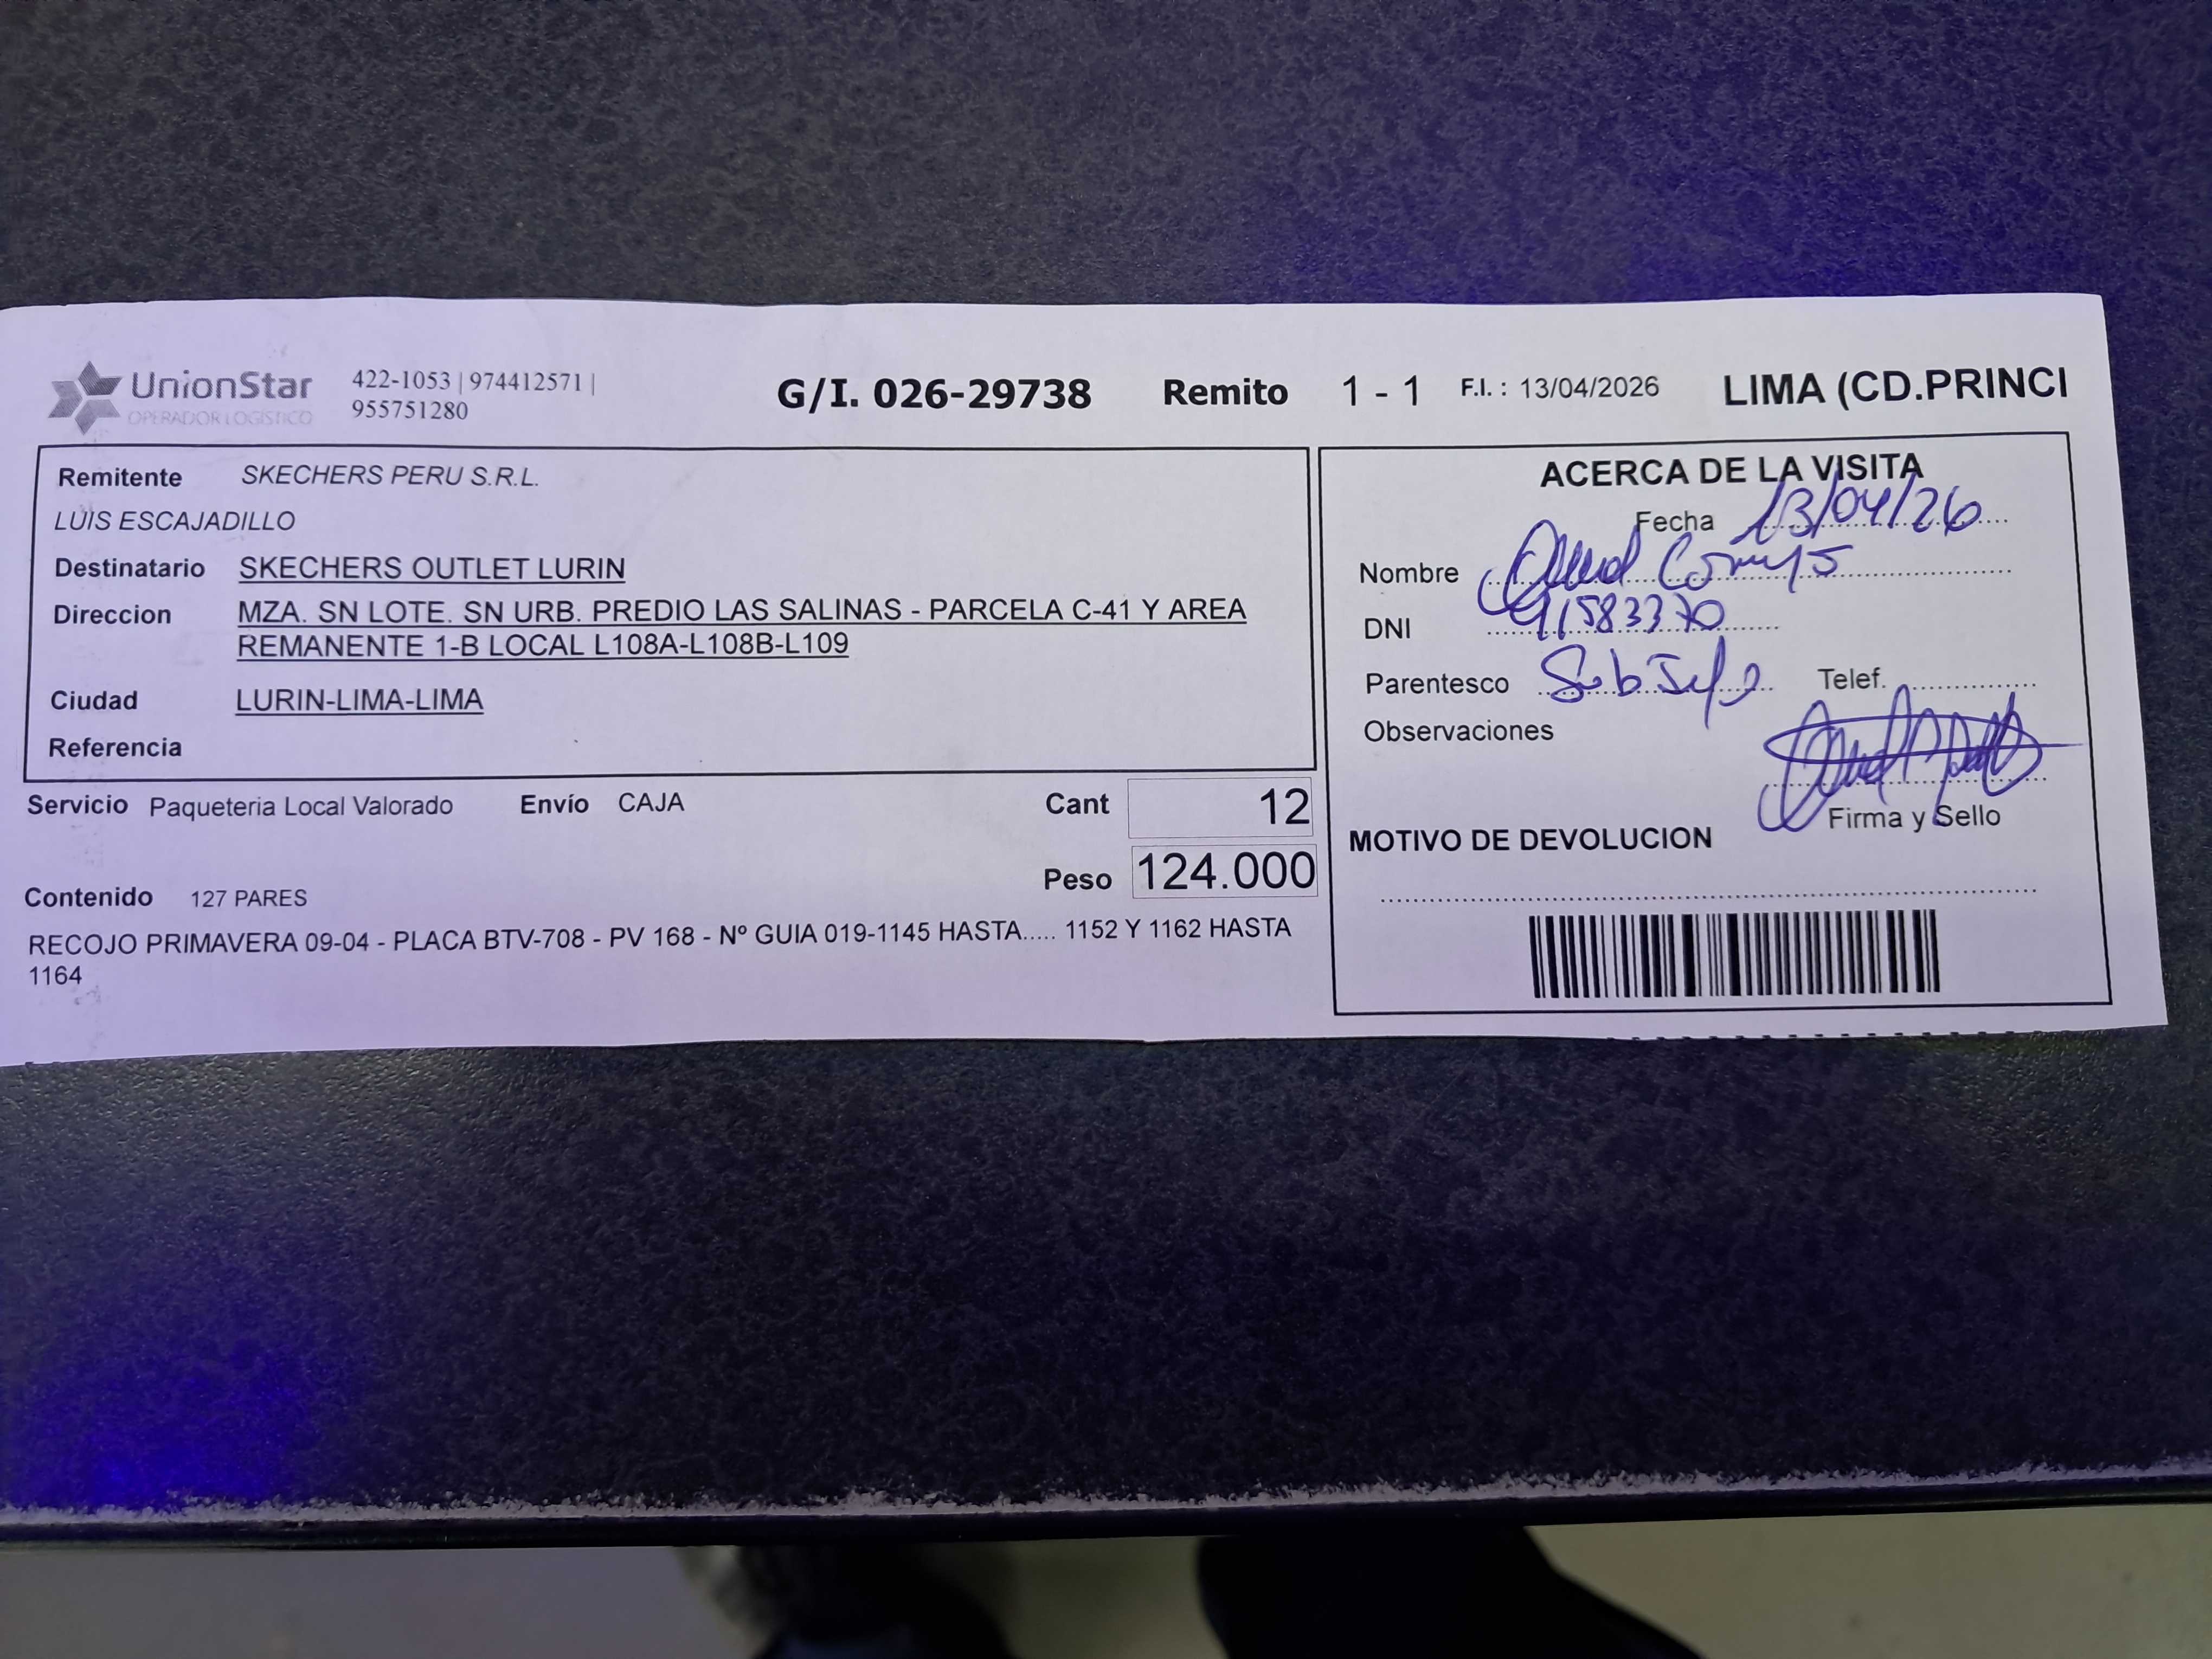 UnionStar
OPERADOR LOGÍSTICO
422-1053 | 974412571 |
955751280
G/I. 026-29738 Remito 1 - 1 F.I. : 13/04/2026 LIMA (CD.PRINCI
Remitente SKECHERS PERU S.R.L.
LUIS ESCAJADILLO
Destinatario SKECHERS OUTLET LURIN
Direccion MZA. SN LOTE. SN URB. PREDIO LAS SALINAS - PARCELA C-41 Y AREA
REMANENTE 1-B LOCAL L108A-L108B-L109
Ciudad LURIN-LIMA-LIMA
Referencia
Servicio Paqueteria Local Valorado Envío CAJA Cant 12
Peso 124.000
Contenido 127 PARES
RECOJO PRIMAVERA 09-04 - PLACA BTV-708 - PV 168 - Nº GUIA 019-1145 HASTA..... 1152 Y 1162 HASTA
1164
ACERCA DE LA VISITA
Fecha 13/04/26
Nombre
DNI
Parentesco Sub Jefe Telef.
Observaciones
Firma y Sello
MOTIVO DE DEVOLUCION